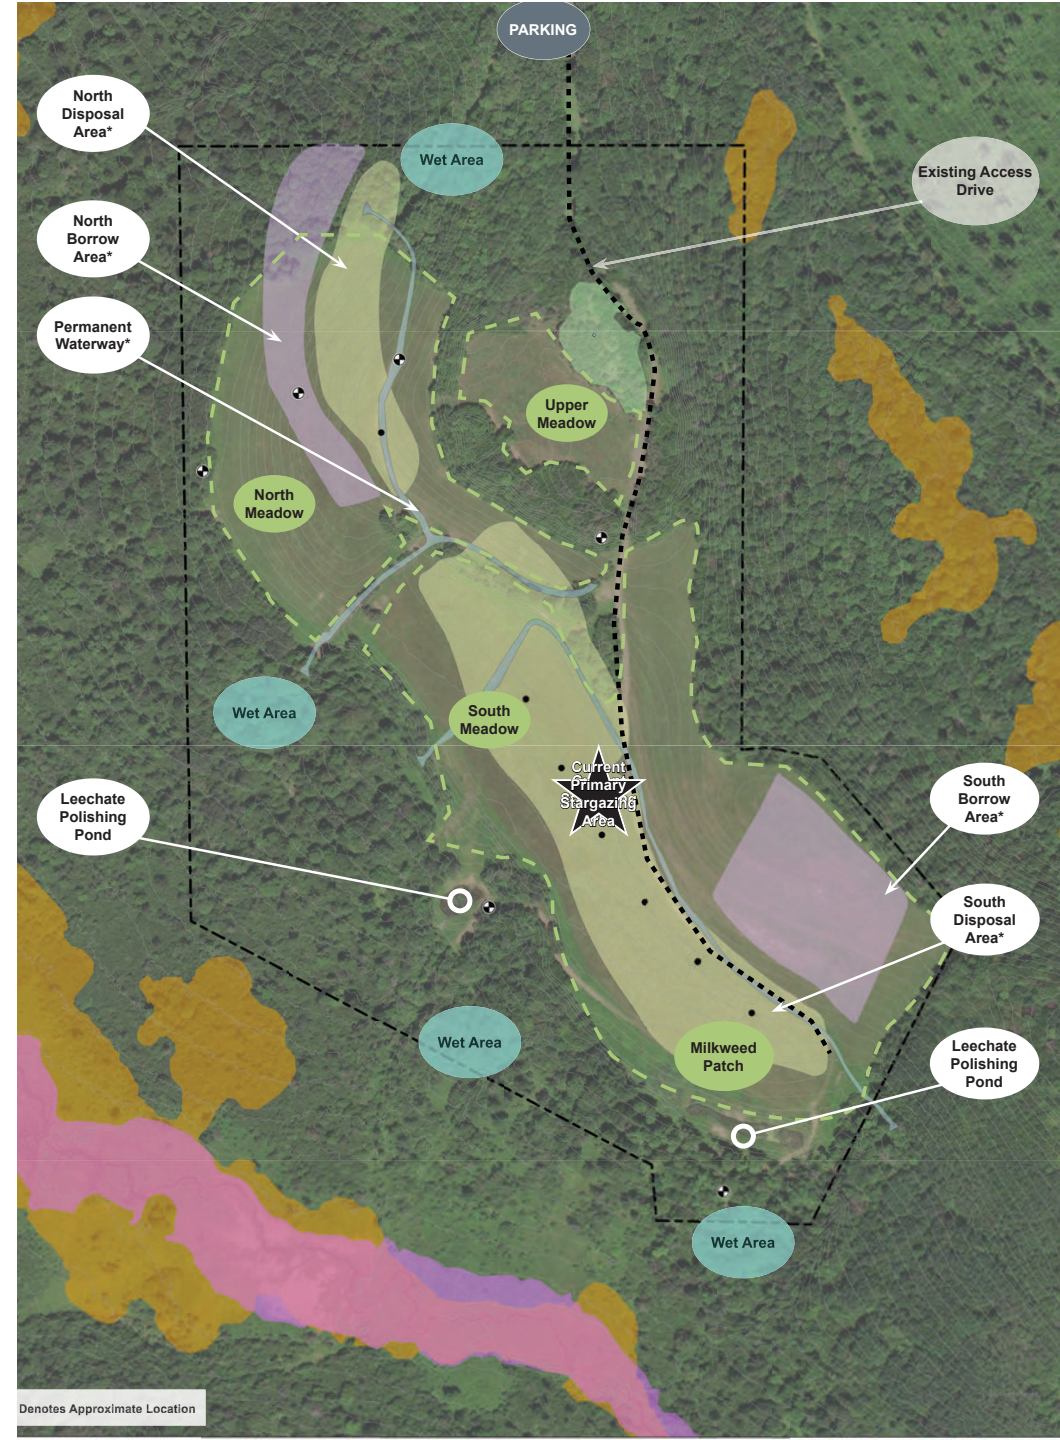 PARKING
North
Disposal
Area*
Wet Area
Existing Access
Drive
North
Borrow
Area*
Permanent
Waterway*
Upper
Meadow
North
Meadow
Wet Area
South
Meadow
Current
Primary
Stargazing
Area
Leechate
Polishing
Pond
South
Borrow
Area*
South
Disposal
Area*
Wet Area
Milkweed
Patch
Leechate
Polishing
Pond
Wet Area
Denotes Approximate Location